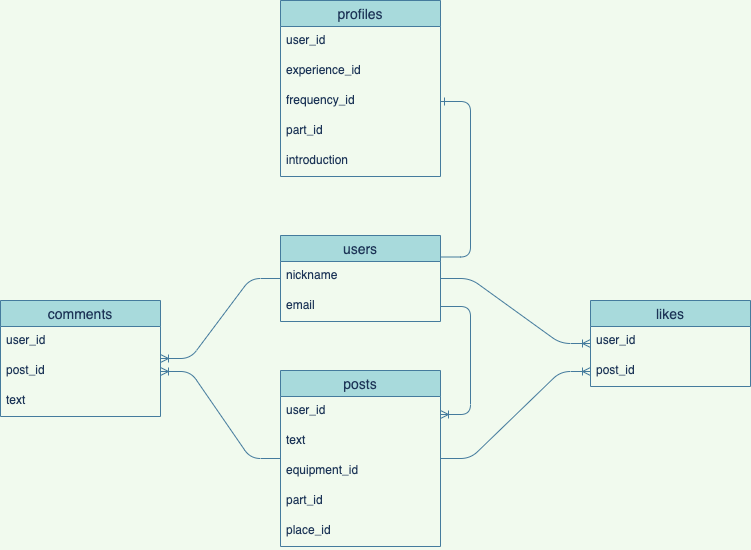 profiles
user_id
experience_id
frequency_id
part_id
introduction
users
nickname
email
comments
user_id
post_id
text
likes
user_id
post_id
posts
user_id
text
equipment_id
part_id
place_id